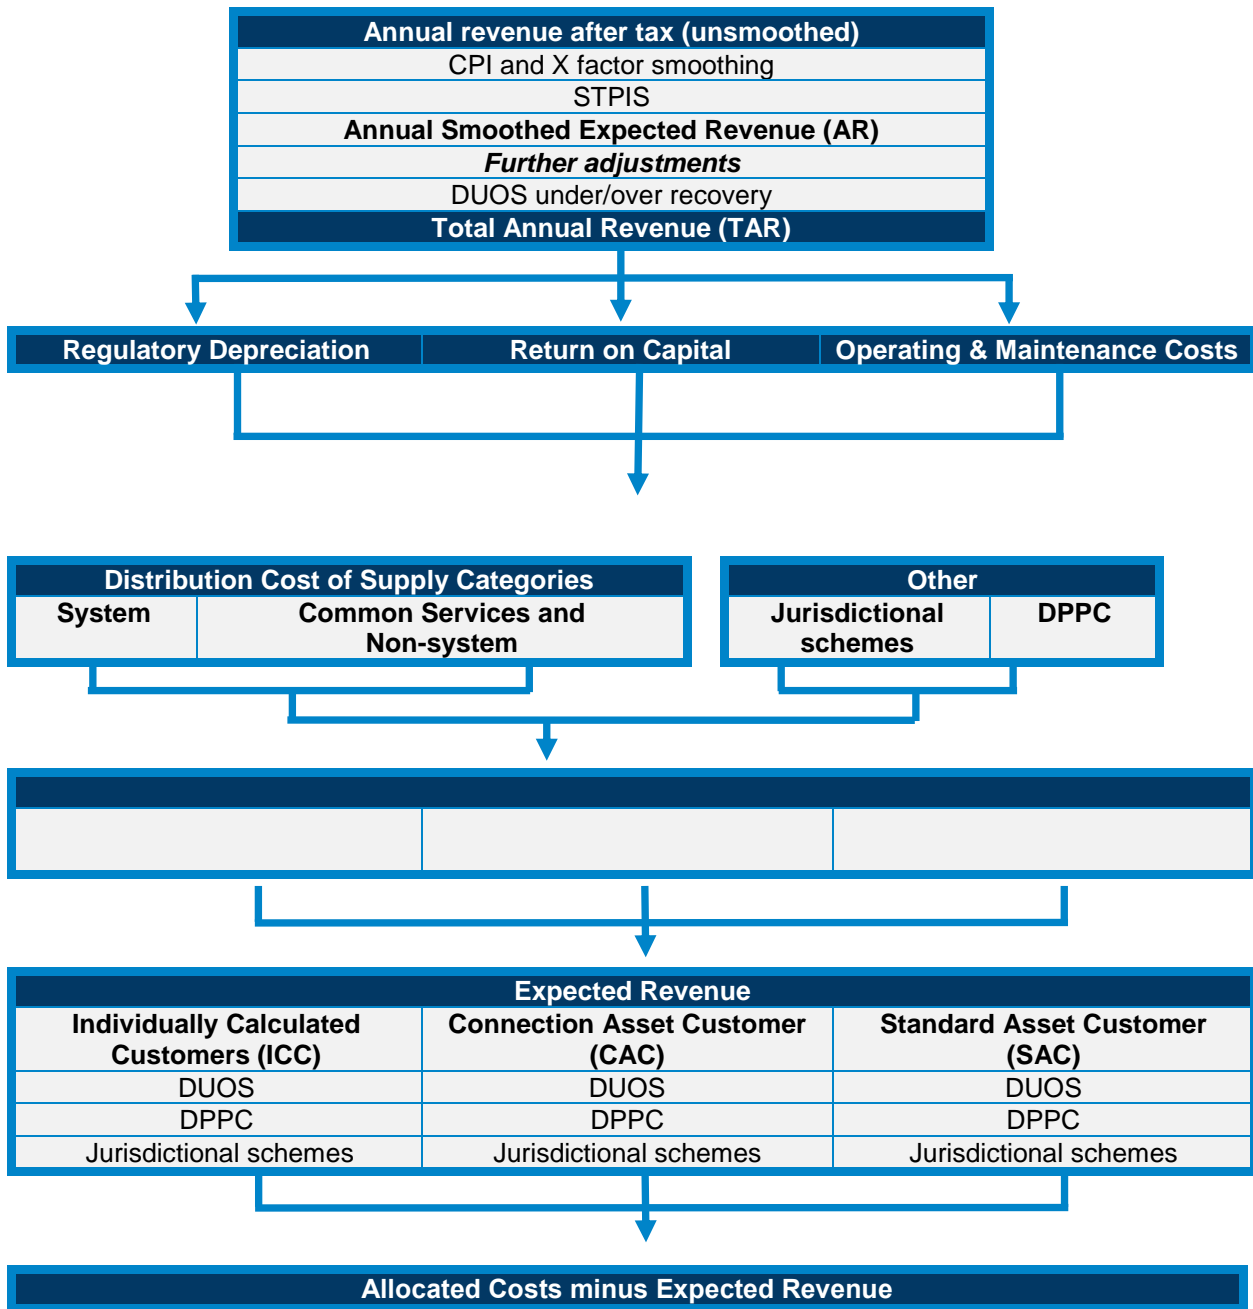 Annual revenue after tax (unsmoothed)
CPI and X factor smoothing
STPIS
Annual Smoothed Expected Revenue (AR)
Further adjustments
DUOS under/over recovery
Total Annual Revenue (TAR)
Regulatory Depreciation
Return on Capital
Operating & Maintenance Costs
Distribution Cost of Supply Categories
System
Common Services and
Non-system
Other
Jurisdictional
schemes
DPPC
Expected Revenue
Individually Calculated
Customers (ICC)
Connection Asset Customer
(CAC)
Standard Asset Customer
(SAC)
DUOS
DUOS
DUOS
DPPC
DPPC
DPPC
Jurisdictional schemes
Jurisdictional schemes
Jurisdictional schemes
Allocated Costs minus Expected Revenue